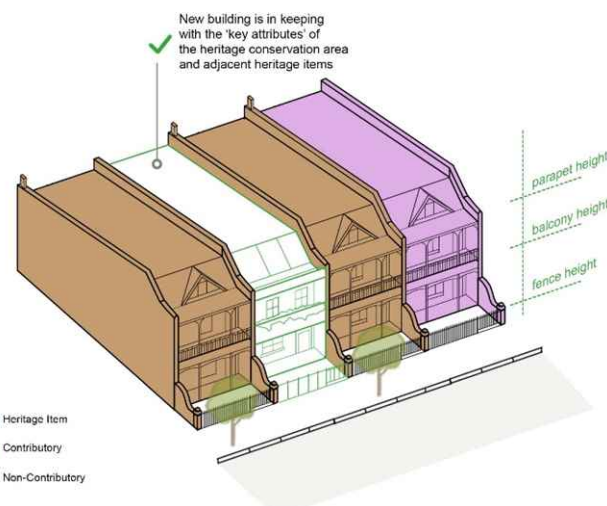 New building is in keeping
with the 'key attributes' of
the heritage conservation area
and adjacent heritage items
parapet height
balcony height
fence height
Heritage Item
Contributory
Non-Contributory